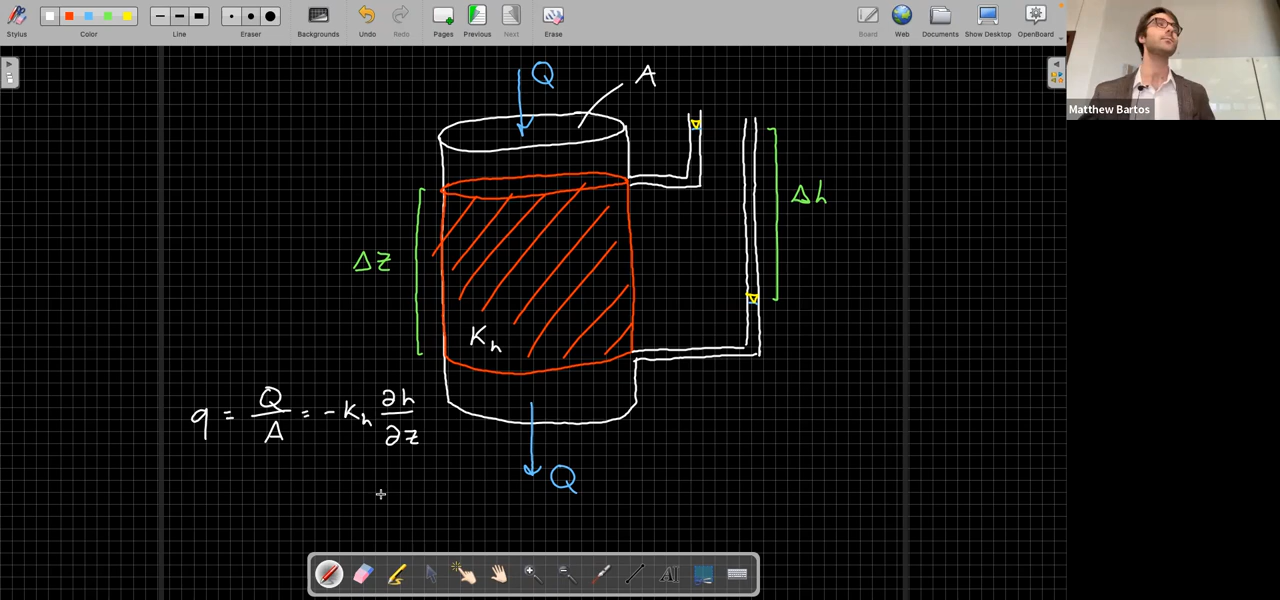 Stylus Color Line Eraser Backgrounds Undo Redo Pages Previous Next Erase Board Web Documents Show Desktop OpenBoard
Matthew Bartos
Q
A
Δh
Δz
K_h
q = Q/A = -K_h ∂h/∂z
Q
AI